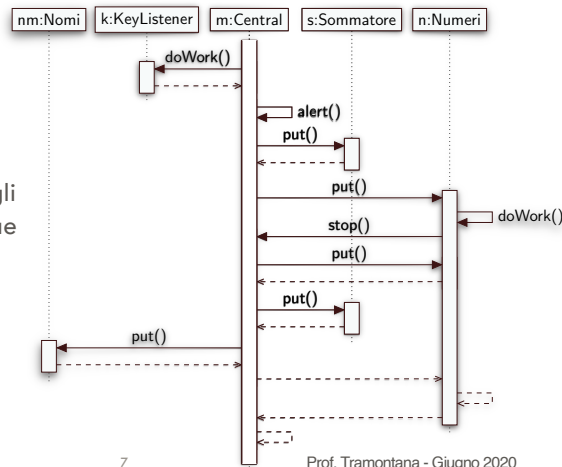 nm:Nomi k:KeyListener m:Central s:Sommatore n:Numeri
doWork()
alert()
put()
gli
put()
ue
doWork()
stop()
put()
put()
put()
7 Prof. Tramontana - Giugno 2020